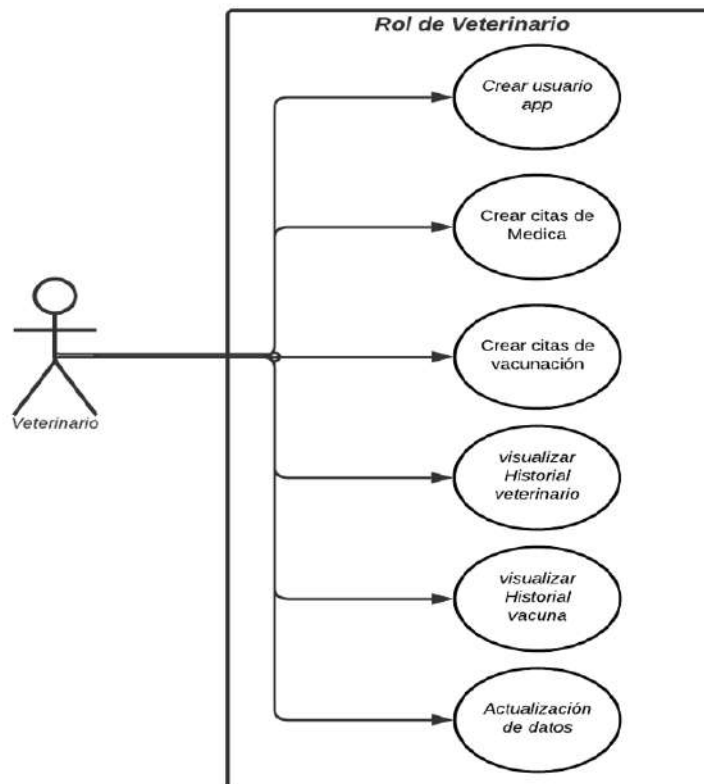 Rol de Veterinario
Crear usuario
app
Crear citas de
Medica
Crear citas de
vacunación
Veterinario
visualizar
Historial
veterinario
visualizar
Historial
vacuna
Actualización
de datos